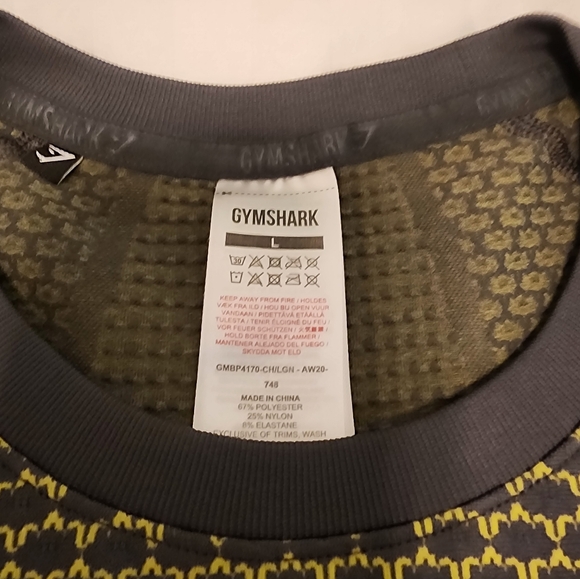 GYMSHARK
GYMSHARK
GYMSHARK
L
30
KEEP AWAY FROM FIRE / HOLDES
VÆK FRA ILD / HOU BIJ OPEN VUUR
VANDAAN / PIDETTÄVÄ ETÄÄLLÄ
TULESTA / TENIR ÉLOIGNÉ DU FEU /
VOR FEUER SCHÜTZEN /
HOLD BORTE FRA FLAMMER /
MANTENER ALEJADO DEL FUEGO /
SKYDDA MOT ELD
GMBP4170-CH/LGN - AW20-
748
MADE IN CHINA
67% POLYESTER
25% NYLON
8% ELASTANE
EXCLUSIVE OF TRIMS. WASH